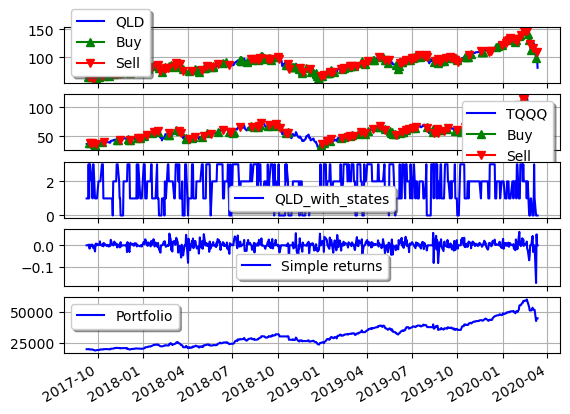 150
100
QLD
Buy
Sell
100
50
TQQQ
Buy
Sell
2
0
QLD_with_states
0.0
−0.1
Simple returns
50000
25000
Portfolio
2017-10 2018-01 2018-04 2018-07 2018-10 2019-01 2019-04 2019-07 2019-10 2020-01 2020-04